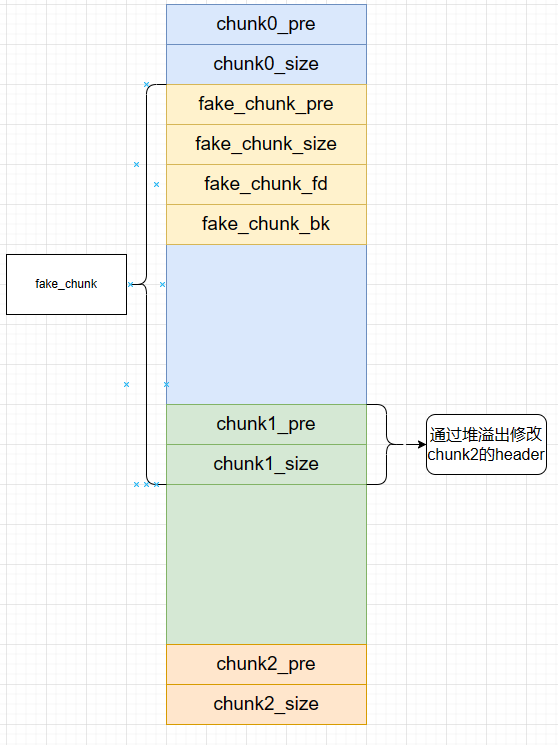 chunk0_pre
chunk0_size
fake_chunk_pre
fake_chunk_size
fake_chunk_fd
fake_chunk_bk
fake_chunk
chunk1_pre
chunk1_size
通过堆溢出修改
chunk2的header
chunk2_pre
chunk2_size